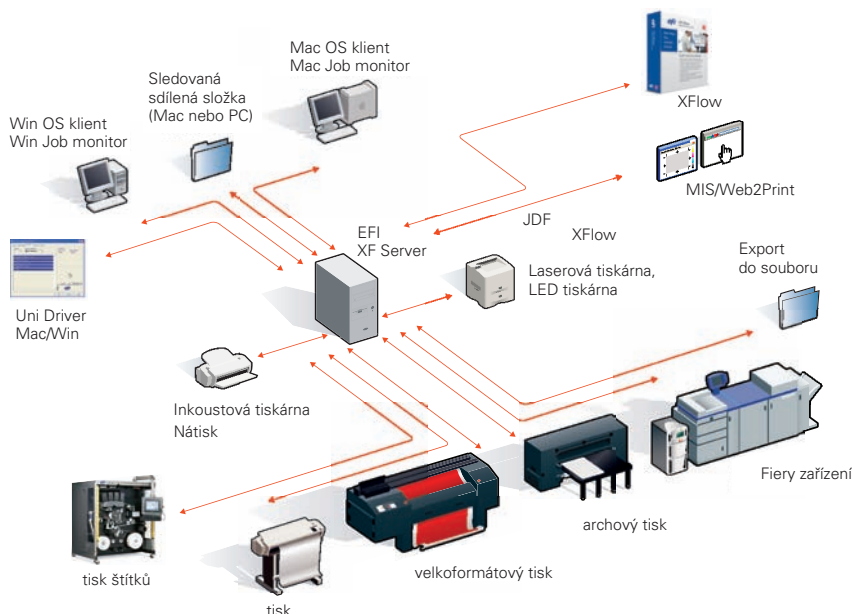 Mac OS klient
Mac Job monitor
Sledovaná
sdílená složka
(Mac nebo PC)
Win OS klient
Win Job monitor
XFlow
MIS/Web2Print
JDF
XFlow
EFI
XF Server
Laserová tiskárna,
LED tiskárna
Export
do souboru
Uni Driver
Mac/Win
Inkoustová tiskárna
Nátisk
Fiery zařízení
archový tisk
velkoformátový tisk
tisk štítků
tisk